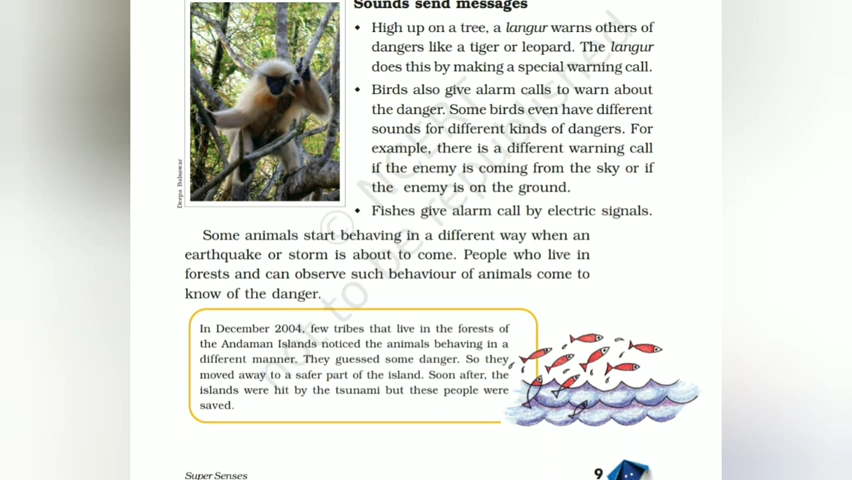 Sounds send messages
◆ High up on a tree, a langur warns others of
dangers like a tiger or leopard. The langur
does this by making a special warning call.
◆ Birds also give alarm calls to warn about
the danger. Some birds even have different
sounds for different kinds of dangers. For
example, there is a different warning call
if the enemy is coming from the sky or if
the enemy is on the ground.
◆ Fishes give alarm call by electric signals.
Deepa Balsavar
Some animals start behaving in a different way when an
earthquake or storm is about to come. People who live in
forests and can observe such behaviour of animals come to
know of the danger.
In December 2004, few tribes that live in the forests of
the Andaman Islands noticed the animals behaving in a
different manner. They guessed some danger. So they
moved away to a safer part of the island. Soon after, the
islands were hit by the tsunami but these people were
saved.
© NCERT
not to be republished
Super Senses
9